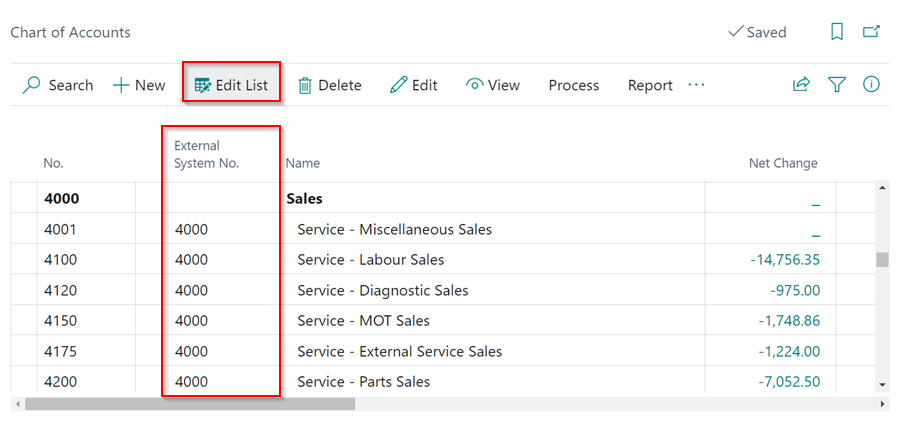 Chart of Accounts Saved
Search New Edit List Delete Edit View Process Report ...
External
No. System No. Name Net Change
4000 Sales _
4001 4000 Service - Miscellaneous Sales _
4100 4000 Service - Labour Sales -14,756.35
4120 4000 Service - Diagnostic Sales -975.00
4150 4000 Service - MOT Sales -1,748.86
4175 4000 Service - External Service Sales -1,224.00
4200 4000 Service - Parts Sales -7,052.50